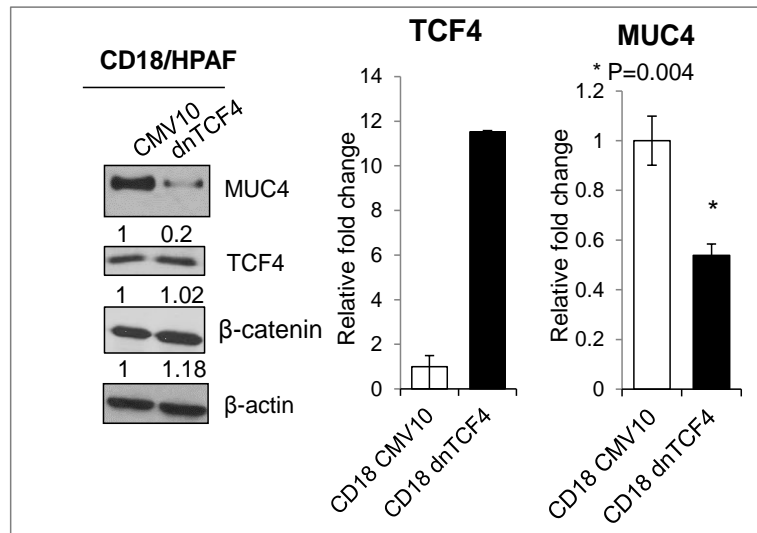 CD18/HPAF
CMV10
dnTCF4
MUC4
1 0.2
TCF4
1 1.02
β-catenin
1 1.18
β-actin
TCF4
Relative fold change
14
12
10
8
6
4
2
0
CD18 CMV10
CD18 dnTCF4
MUC4
* P=0.004
Relative fold change
1.2
1
0.8
0.6
0.4
0.2
0
*
CD18 CMV10
CD18 dnTCF4